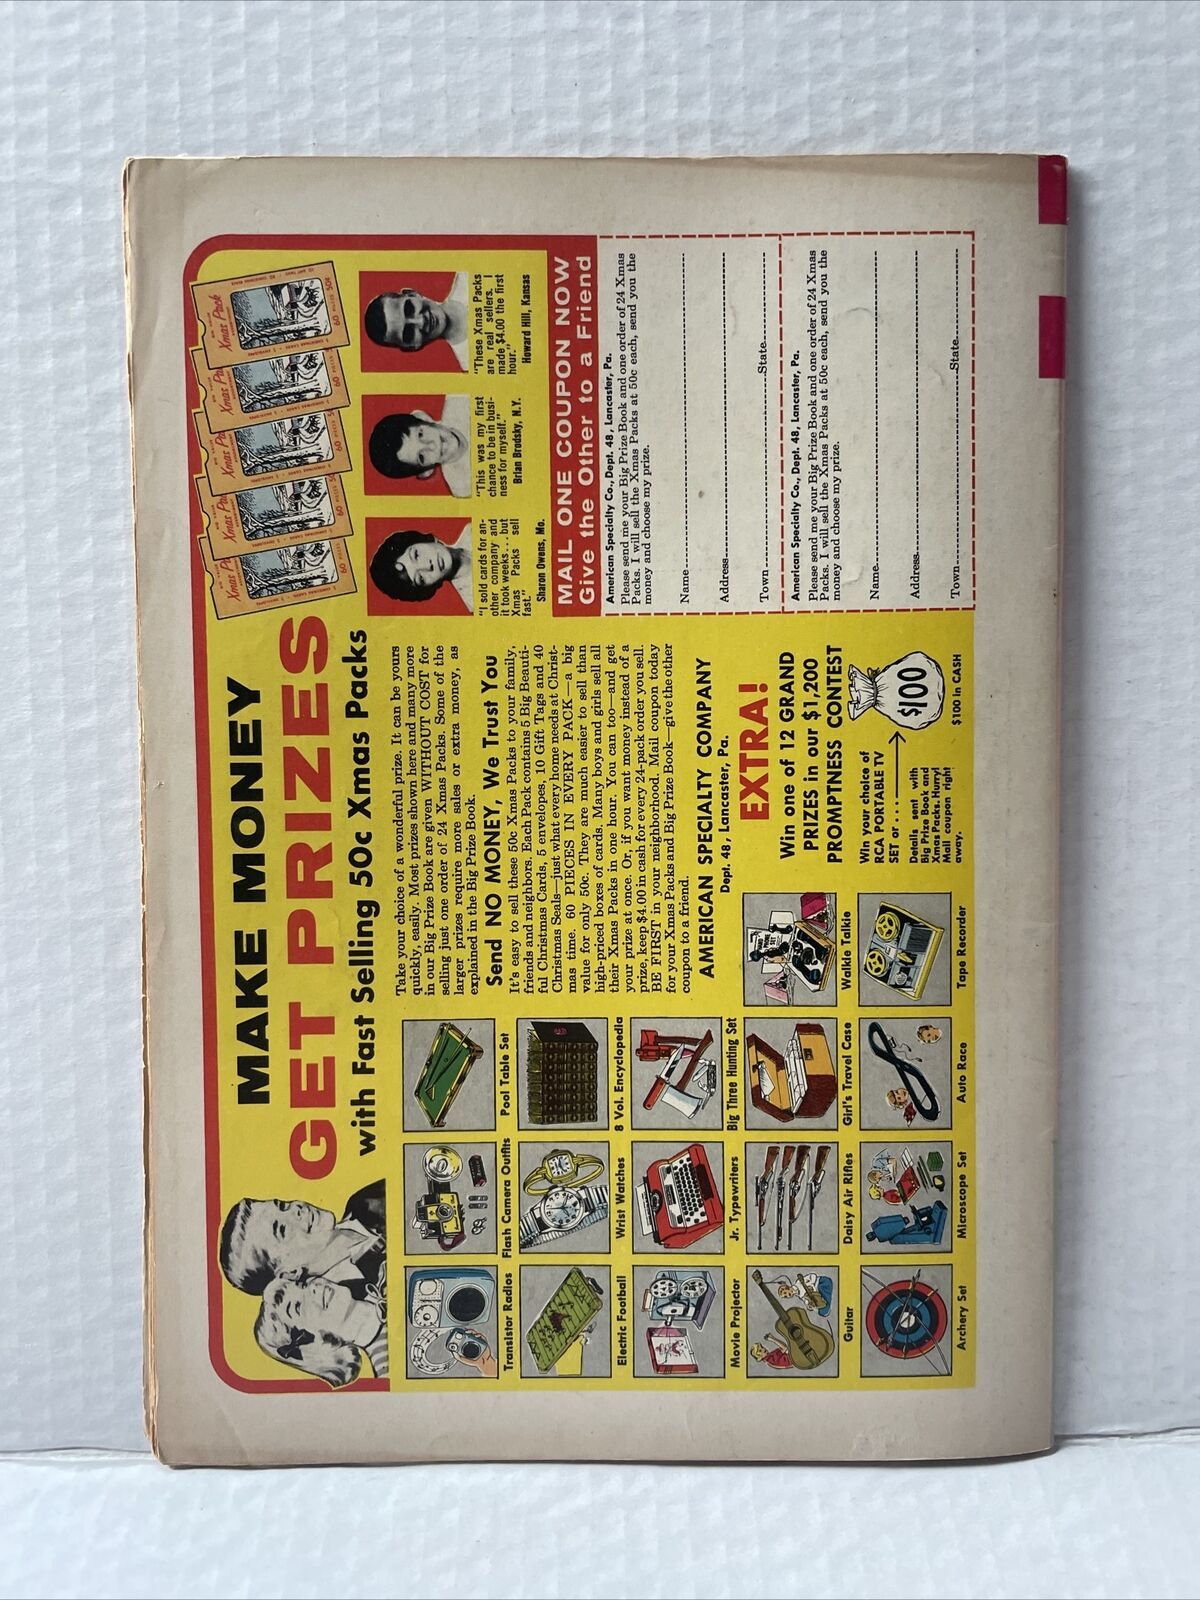 MAKE MONEY
GET PRIZES
with Fast Selling 50c Xmas Packs
Xmas Pack
60 PIECES 50¢
Take your choice of a wonderful prize. It can be yours
quickly, easily. Most prizes shown here and many more
in our Big Prize Book are given WITHOUT COST for
selling just one order of 24 Xmas Packs. Some of the
larger prizes require more sales or extra money, as
explained in the Big Prize Book.
Send NO MONEY, We Trust You
It's easy to sell these 50c Xmas Packs to your family,
friends and neighbors. Each Pack contains 5 Big Beauti-
ful Christmas Cards, 5 envelopes, 10 Gift Tags and 40
Christmas Seals—just what every home needs at Christ-
mas time. 60 PIECES IN EVERY PACK—a big
value for only 50c. They are much easier to sell than
high-priced boxes of cards. Many boys and girls sell all
their Xmas Packs in one hour. You can too—and get
your prize at once. Or, if you want money instead of a
prize, keep $4.00 in cash for every 24-pack order you sell.
BE FIRST in your neighborhood. Mail coupon today
for your Xmas Packs and Big Prize Book—give the other
coupon to a friend.
AMERICAN SPECIALTY COMPANY
Dept. 48, Lancaster, Pa.
EXTRA!
Win one of 12 GRAND
PRIZES in our $1,200
PROMPTNESS CONTEST
Win your choice of
RCA PORTABLE TV
SET or...
Details sent with
Big Prize Book and
Xmas Packs. Hurry!
Mail coupon right
away.
$100
$100 in CASH
Transistor Radios
Flash Camera Outfits
Pool Table Set
Electric Football
Wrist Watches
8 Vol. Encyclopedia
Movie Projector
Jr. Typewriters
Big Three Hunting Set
Guitar
Daisy Air Rifles
Girl's Travel Case
Walkie Talkie
Archery Set
Microscope Set
Auto Race
Tape Recorder
"I sold cards for an-
other company and
it took weeks...but
Xmas Packs sell
fast."
Sharon Owens, Mo.
"This was my first
chance to be in busi-
ness for myself."
Brian Brodsky, N.Y.
"These Xmas Packs
are real sellers. I
made $4.00 the first
hour."
Howard Hill, Kansas
MAIL ONE COUPON NOW
Give the Other to a Friend
American Specialty Co., Dept. 48, Lancaster, Pa.
Please send me your Big Prize Book and one order of 24 Xmas
Packs. I will sell the Xmas Packs at 50c each, send you the
money and choose my prize.
Name
Address
Town State
American Specialty Co., Dept. 48, Lancaster, Pa.
Please send me your Big Prize Book and one order of 24 Xmas
Packs. I will sell the Xmas Packs at 50c each, send you the
money and choose my prize.
Name
Address
Town State